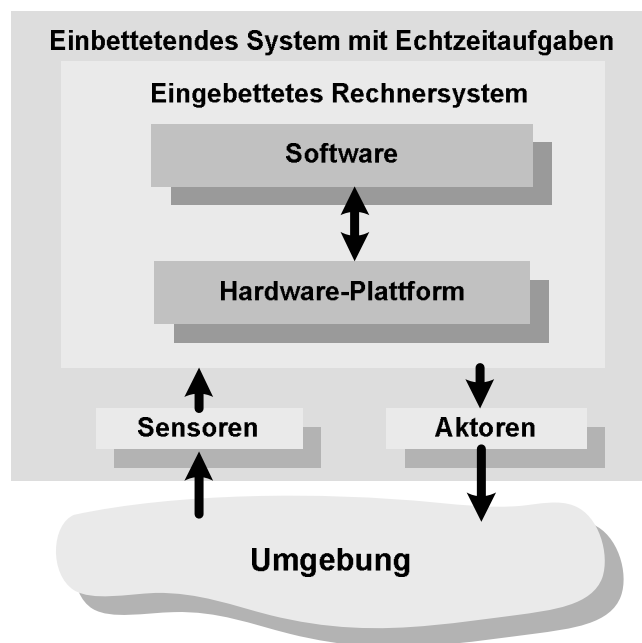 Einbettetendes System mit Echtzeitaufgaben
Eingebettetes Rechnersystem
Software
Hardware-Plattform
Sensoren
Aktoren
Umgebung